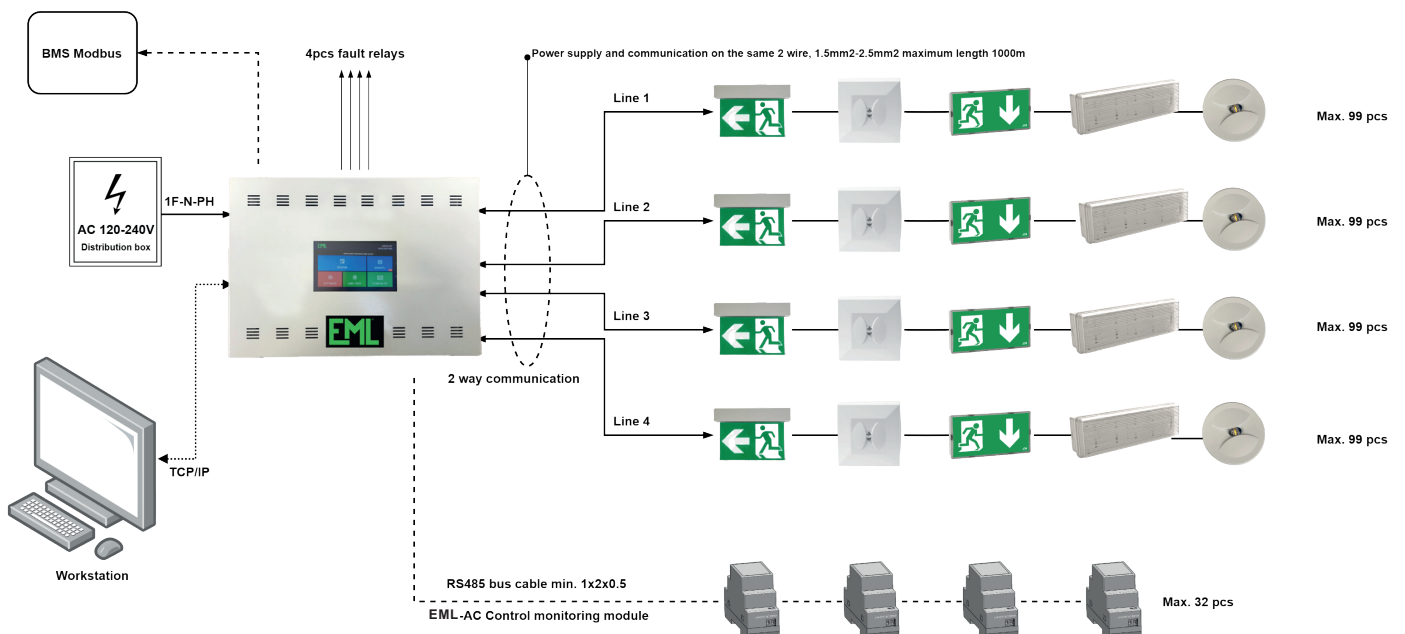 BMS Modbus
4pcs fault relays
Power supply and communication on the same 2 wire, 1.5mm2-2.5mm2 maximum length 1000m
Line 1
Max. 99 pcs
1F-N-PH
AC 120-240V
Distribution box
Line 2
Max. 99 pcs
EML
Line 3
Max. 99 pcs
EML
2 way communication
Line 4
Max. 99 pcs
TCP/IP
Workstation
RS485 bus cable min. 1x2x0.5
EML-AC Control monitoring module
Max. 32 pcs